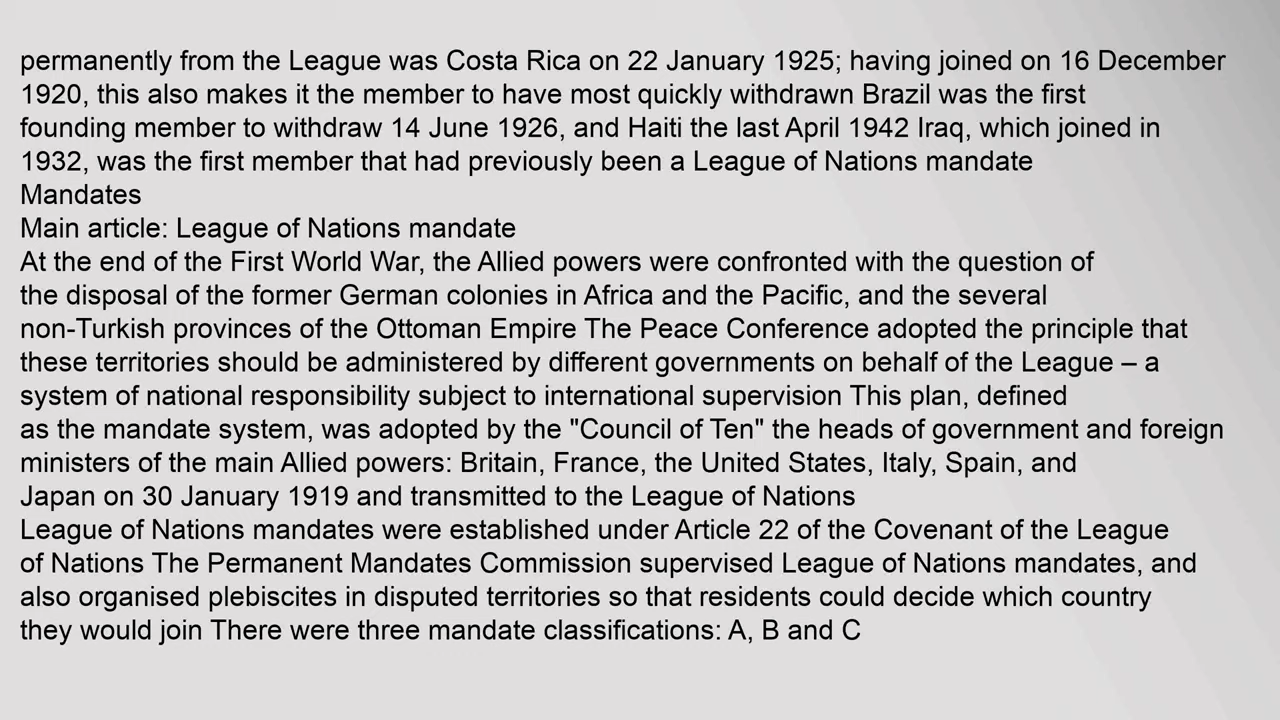 permanently from the League was Costa Rica on 22 January 1925; having joined on 16 December
1920, this also makes it the member to have most quickly withdrawn Brazil was the first
founding member to withdraw 14 June 1926, and Haiti the last April 1942 Iraq, which joined in
1932, was the first member that had previously been a League of Nations mandate
Mandates
Main article: League of Nations mandate
At the end of the First World War, the Allied powers were confronted with the question of
the disposal of the former German colonies in Africa and the Pacific, and the several
non-Turkish provinces of the Ottoman Empire The Peace Conference adopted the principle that
these territories should be administered by different governments on behalf of the League – a
system of national responsibility subject to international supervision This plan, defined
as the mandate system, was adopted by the "Council of Ten" the heads of government and foreign
ministers of the main Allied powers: Britain, France, the United States, Italy, Spain, and
Japan on 30 January 1919 and transmitted to the League of Nations
League of Nations mandates were established under Article 22 of the Covenant of the League
of Nations The Permanent Mandates Commission supervised League of Nations mandates, and
also organised plebiscites in disputed territories so that residents could decide which country
they would join There were three mandate classifications: A, B and C